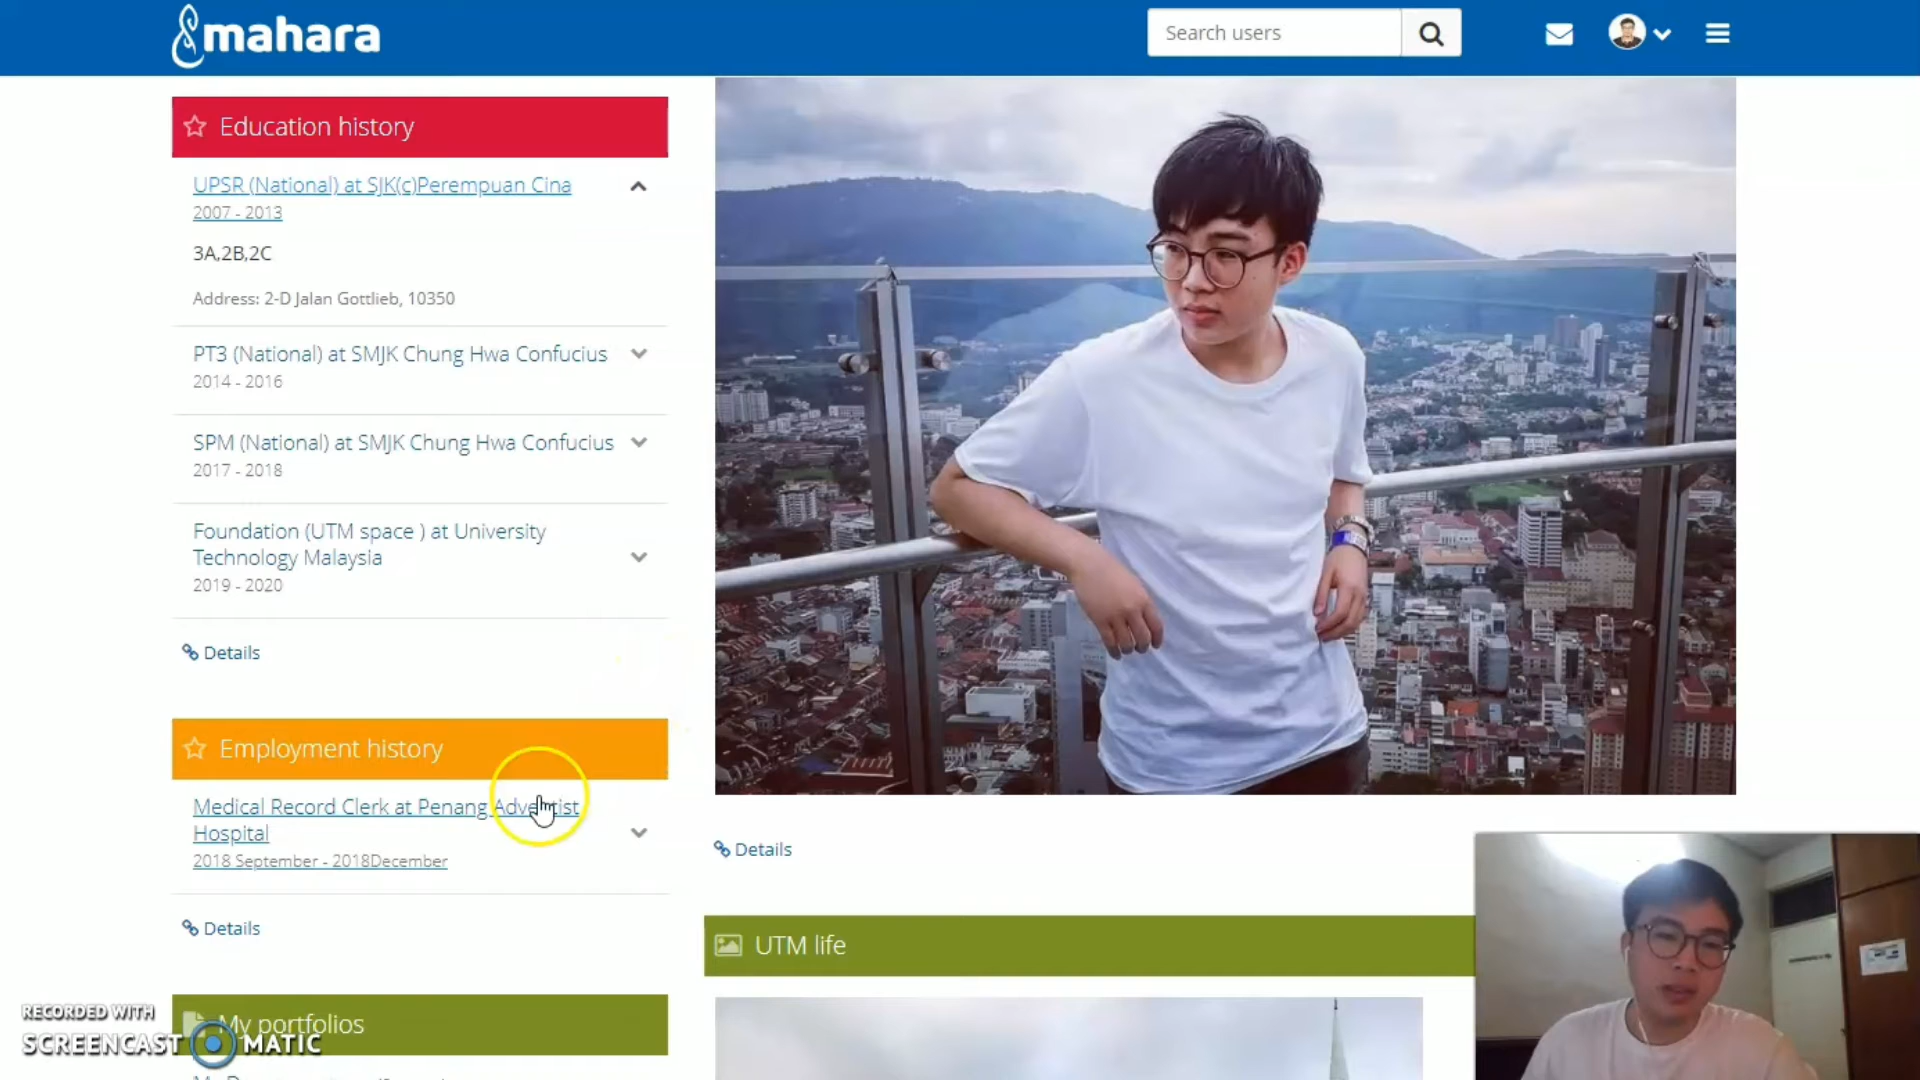 mahara
Search users
Education history
UPSR (National) at SJK(c)Perempuan Cina
2007 - 2013
3A,2B,2C
Address: 2-D Jalan Gottlieb, 10350
PT3 (National) at SMJK Chung Hwa Confucius
2014 - 2016
SPM (National) at SMJK Chung Hwa Confucius
2017 - 2018
Foundation (UTM space ) at University
Technology Malaysia
2019 - 2020
Details
Employment history
Medical Record Clerk at Penang
Hospital
2018 September - 2018December
Details
My portfolios
Details
UTM life
RECORDED WITH
SCREENCAST MATIC